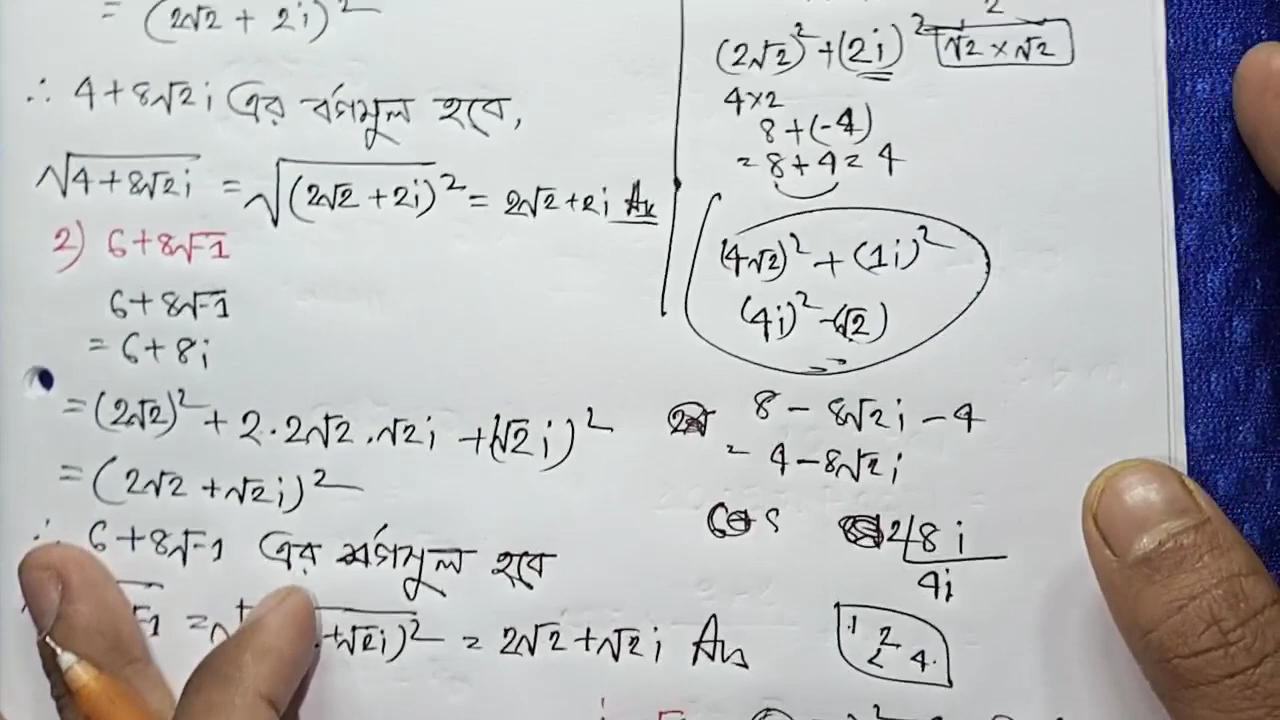 = (2√2 + 2i)²
∴ 4+8√2i এর বর্গমূল হবে,
√4+8√2i = √(2√2+2i)² = 2√2+2i Ans
2) 6+8√-1
6+8√-1
= 6+8i
= (2√2)² + 2·2√2·√2i + (√2i)²
= (2√2+√2i)²
∴ 6+8√-1 এর বর্গমূল হবে
= +√2i)² = 2√2+√2i Ans
2
(2√2)²+(2i)² √2×√2
4×2
8+(-4)
= 8+4= 4
(4√2)²+(1i)²
(4i)²-(√2)
8-8√2i-4
= 4-8√2i
2 8i
4i
2 4